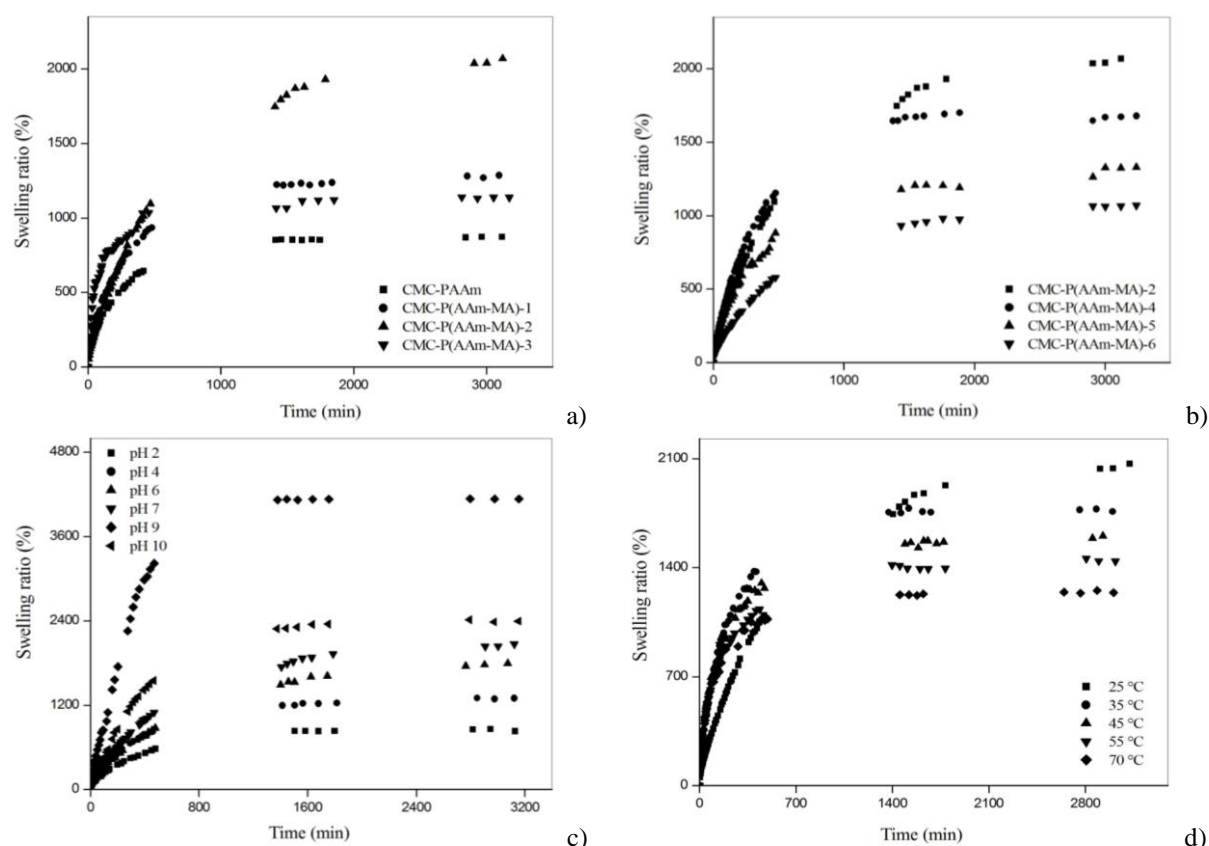 2000
1500
1000
500
0
Swelling ratio (%)
CMC-PAAm
CMC-P(AAm-MA)-1
CMC-P(AAm-MA)-2
CMC-P(AAm-MA)-3
0 1000 2000 3000
Time (min)
a)
2000
1500
1000
500
0
Swelling ratio (%)
CMC-P(AAm-MA)-2
CMC-P(AAm-MA)-4
CMC-P(AAm-MA)-5
CMC-P(AAm-MA)-6
0 1000 2000 3000
Time (min)
b)
4800
3600
2400
1200
0
Swelling ratio (%)
pH 2
pH 4
pH 6
pH 7
pH 9
pH 10
0 800 1600 2400 3200
Time (min)
c)
2100
1400
700
0
Swelling ratio (%)
25 °C
35 °C
45 °C
55 °C
70 °C
0 700 1400 2100 2800
Time (min)
d)